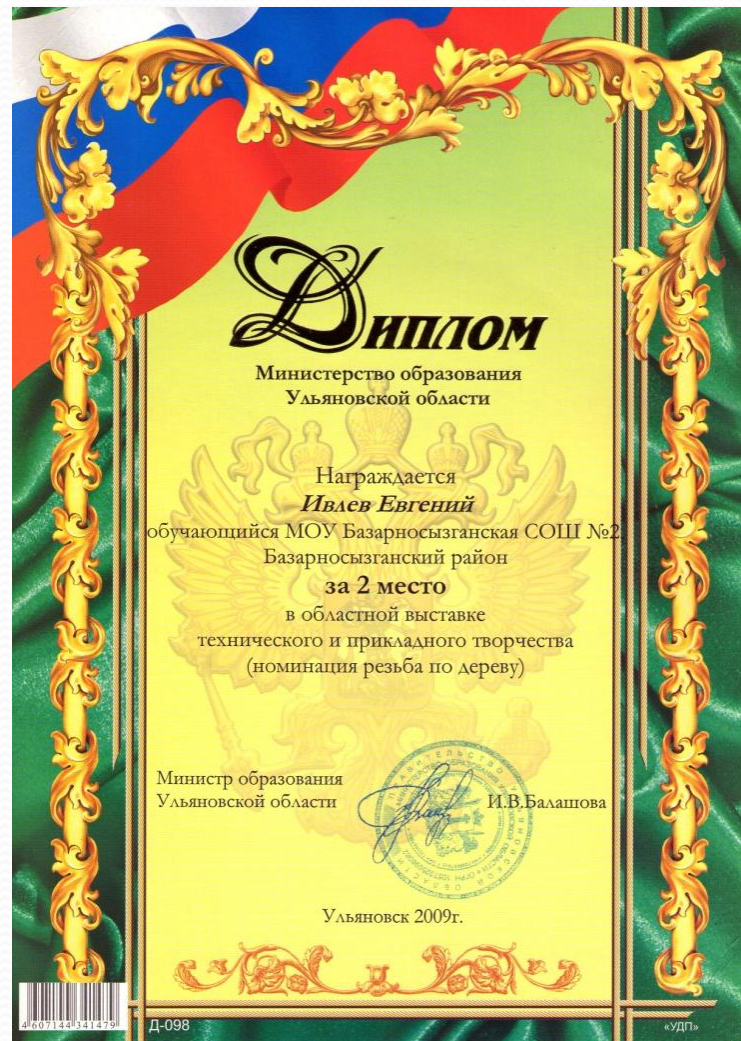 Диплом
Министерство образования
Ульяновской области
Награждается
Ивлев Евгений
обучающийся МОУ Базарносызганская СОШ №2
Базарносызганский район
за 2 место
в областной выставке
технического и прикладного творчества
(номинация резьба по дереву)
Министр образования
Ульяновской области
И.В.Балашова
Ульяновск 2009г.
4607144341479
Д-098
«УДП»